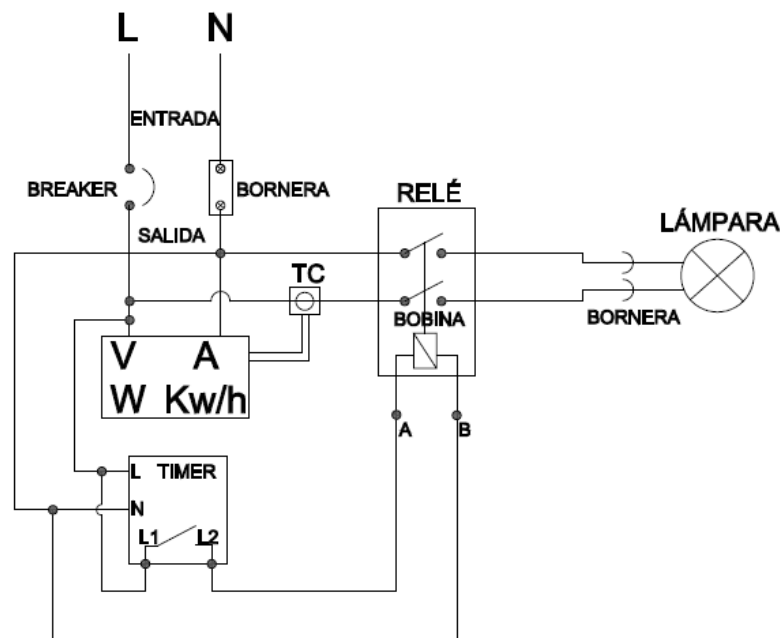 L N
ENTRADA
BREAKER
BORNERA
RELÉ
LÁMPARA
SALIDA
TC
BOBINA
BORNERA
V A
W Kw/h
A B
L TIMER
N
L1 L2